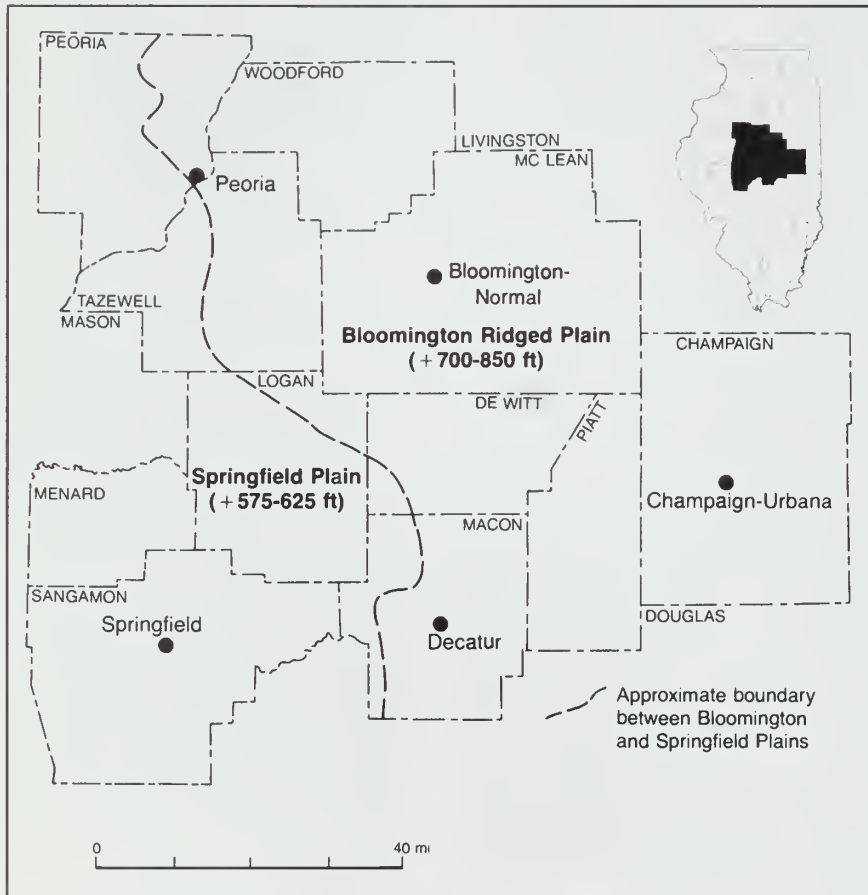 PEORIA
WOODFORD
LIVINGSTON
MC LEAN
Peoria
Bloomington-
Normal
TAZEWELL
MASON
Bloomington Ridged Plain
(+700-850 ft)
CHAMPAIGN
LOGAN
DE WITT
PIATT
Springfield Plain
(+575-625 ft)
MENARD
Champaign-Urbana
MACON
SANGAMON
DOUGLAS
Springfield
Decatur
Approximate boundary
between Bloomington
and Springfield Plains
0 40 mi